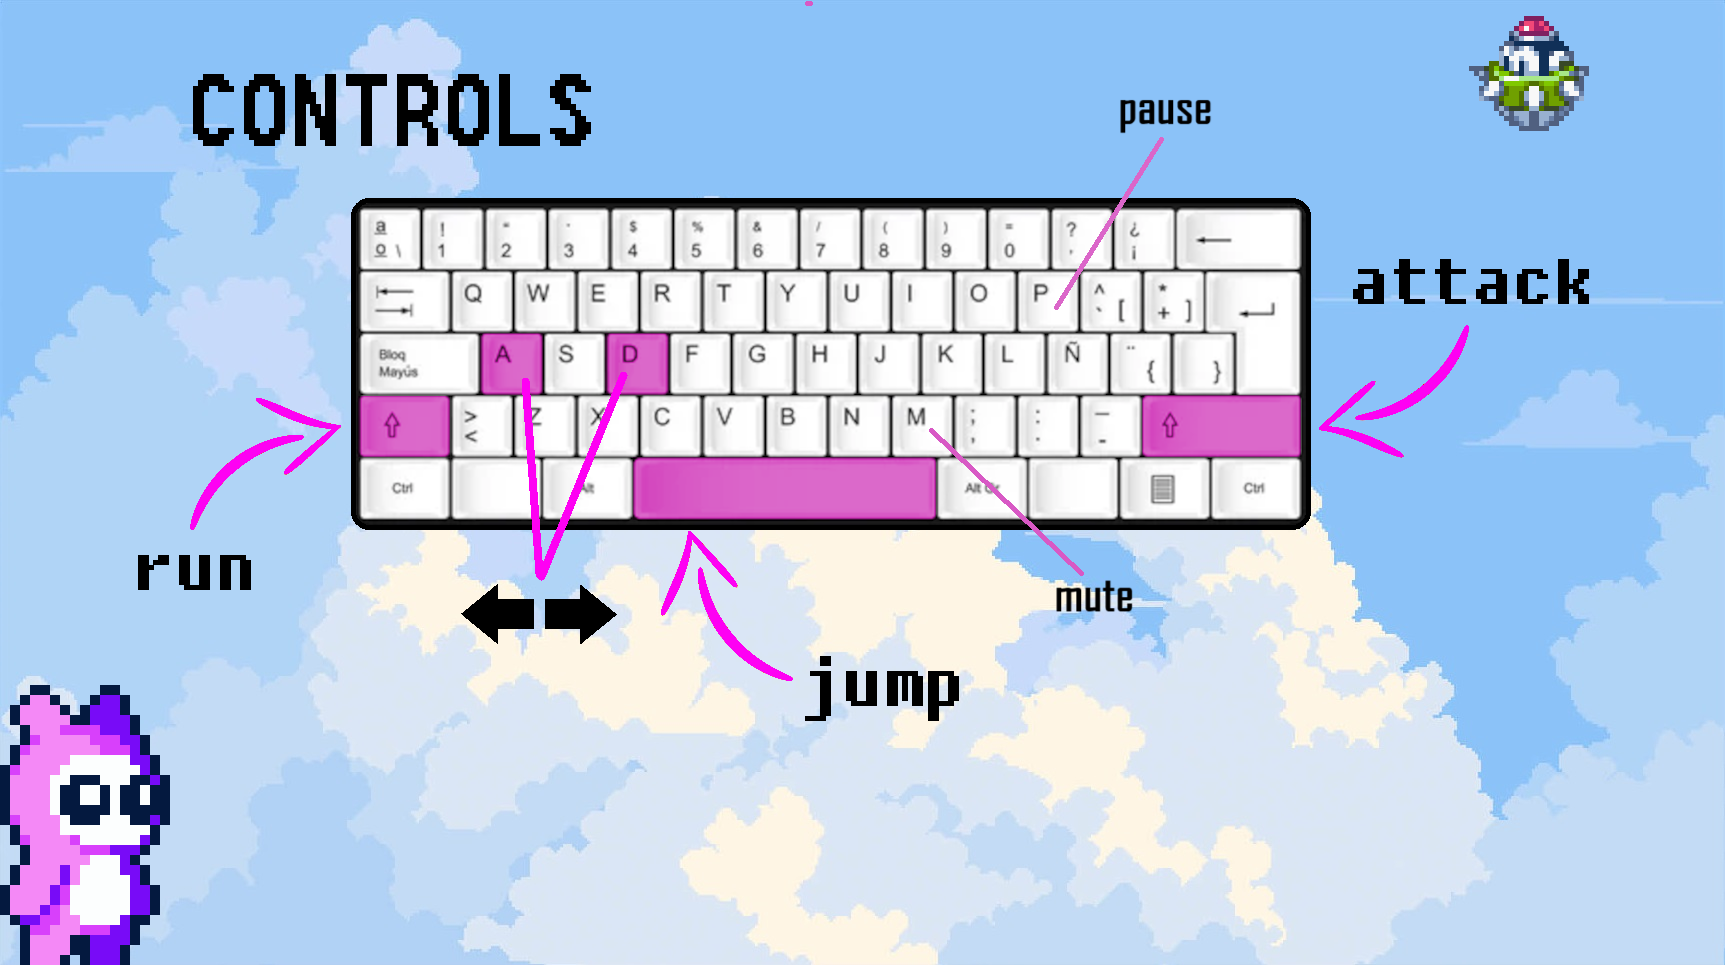 CONTROLS
pause
attack
a ! " · $ % & / ( ) = ? ¿
o \ 1 2 3 4 5 6 7 8 9 0 ' ¡
Q W E R T Y U I O P ^ ` [ * + ]
Bloq Mayús A S D F G H J K L Ñ ¨ { }
> < Z X C V B N M ; , : . _ -
Ctrl Alt Alt Gr Ctrl
run
mute
jump